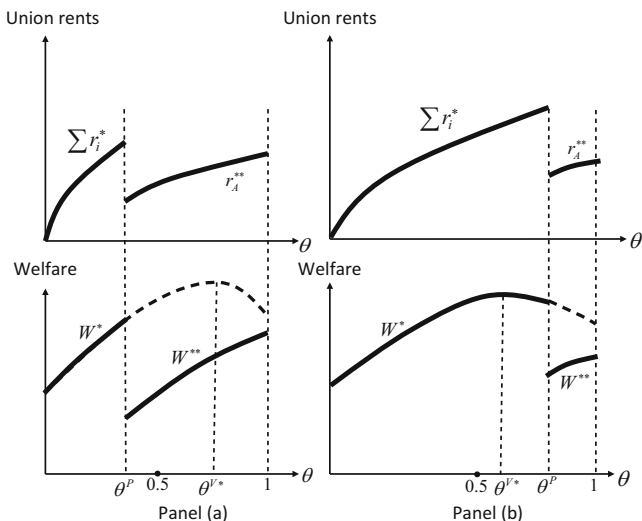 Union rents
Union rents
∑ r_i^*
∑ r_i^*
r_A^{**}
r_A^{**}
θ
θ
Welfare
Welfare
W^*
W^*
W^{**}
W^{**}
θ^P 0.5 θ^{V*} 1 θ
0.5 θ^{V*} θ^P 1 θ
Panel (a)
Panel (b)